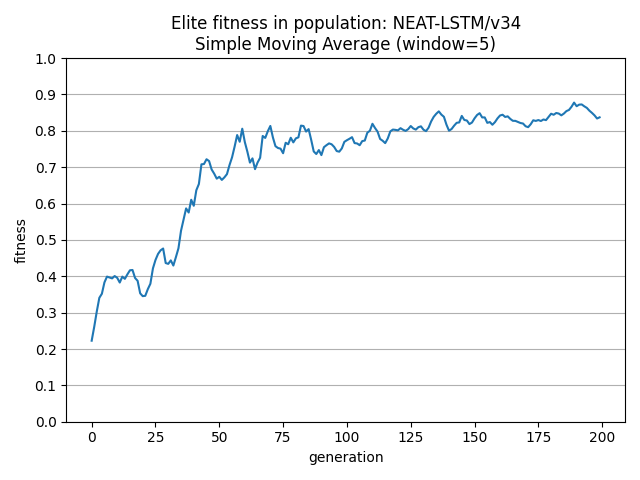 Elite fitness in population: NEAT-LSTM/v34
Simple Moving Average (window=5)
1.0
0.9
0.8
0.7
0.6
0.5
0.4
0.3
0.2
0.1
0.0
fitness
0 25 50 75 100 125 150 175 200
generation